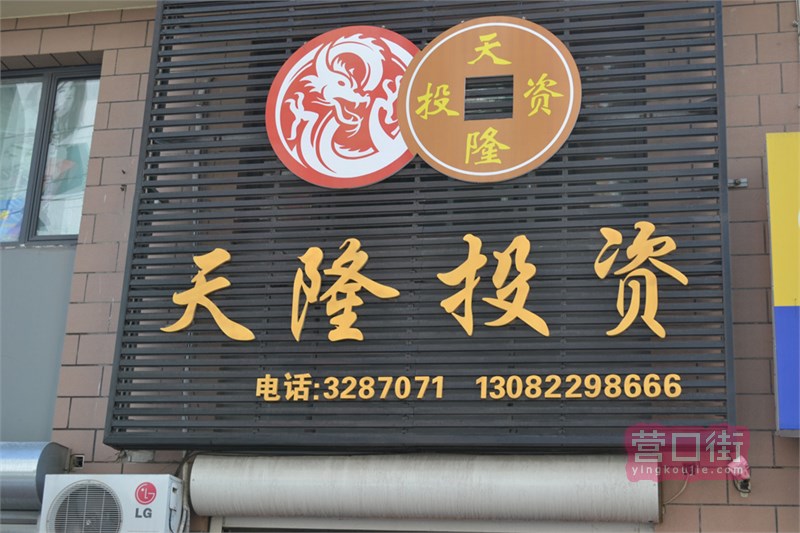 天
投 资
隆
天隆投资
电话:3287071 13082298666
营口街
yingkoujie.com
LG